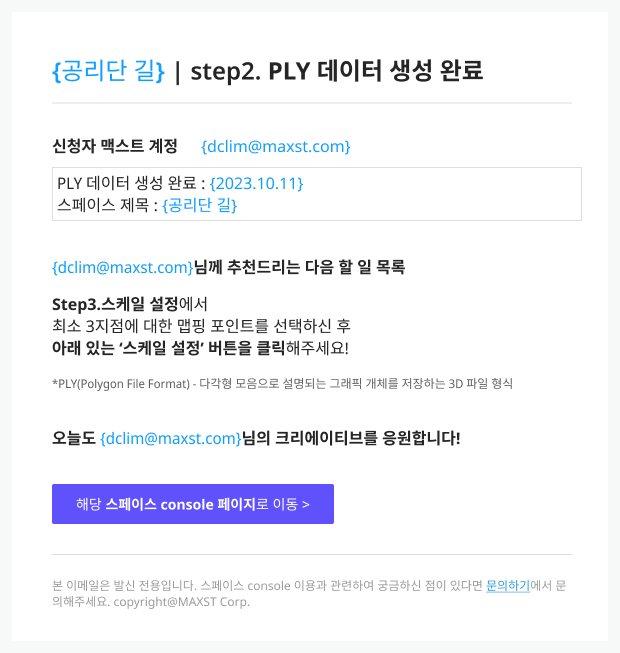 {공리단 길} | step2. PLY 데이터 생성 완료
신청자 맥스트 계정 {dclim@maxst.com}
PLY 데이터 생성 완료 : {2023.10.11}
스페이스 제목 : {공리단 길}
{dclim@maxst.com}님께 추천드리는 다음 할 일 목록
Step3.스케일 설정에서
최소 3지점에 대한 맵핑 포인트를 선택하신 후
아래 있는 ‘스케일 설정’ 버튼을 클릭해주세요!
*PLY(Polygon File Format) - 다각형 모음으로 설명되는 그래픽 개체를 저장하는 3D 파일 형식
오늘도 {dclim@maxst.com}님의 크리에이티브를 응원합니다!
해당 스페이스 console 페이지로 이동 >
본 이메일은 발신 전용입니다. 스페이스 console 이용과 관련하여 궁금하신 점이 있다면 문의하기에서 문
의해주세요. copyright@MAXST Corp.